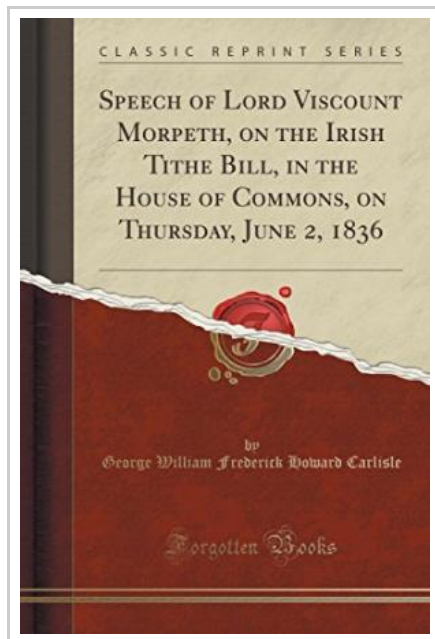 CLASSIC REPRINT SERIES
SPEECH OF LORD VISCOUNT
MORPETH, ON THE IRISH
TITHE BILL, IN THE
HOUSE OF COMMONS, ON
THURSDAY, JUNE 2, 1836
by
George William Frederick Howard Carlisle
Forgotten Books